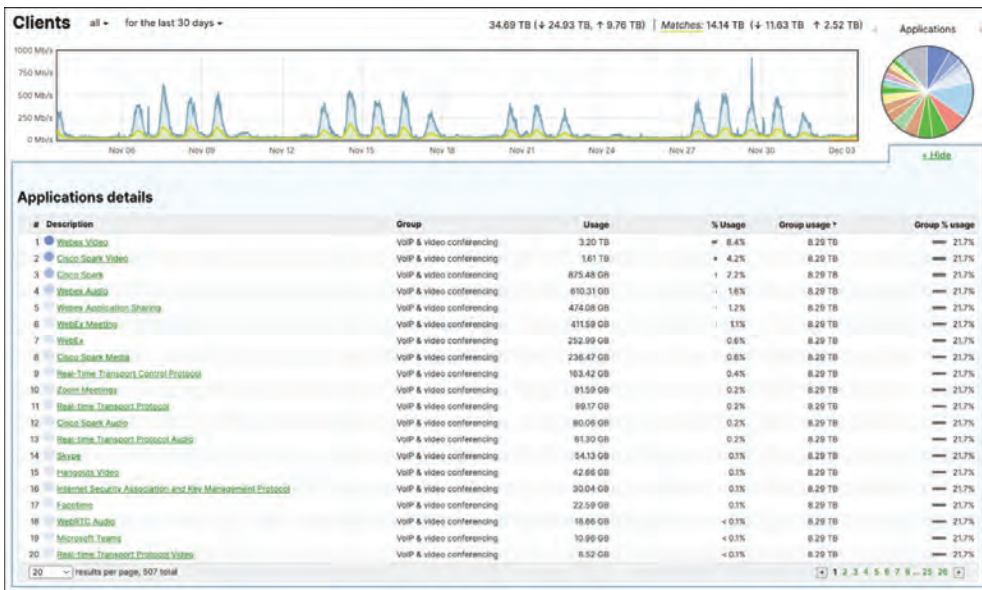 Clients all for the last 30 days 34.69 TB (↓ 24.93 TB, ↑ 9.76 TB) | Matches: 14.14 TB (↓ 11.63 TB ↑ 2.52 TB) Applications
1000 Mb/s
750 Mb/s
500 Mb/s
250 Mb/s
0 Mb/s
Nov 06 Nov 09 Nov 12 Nov 15 Nov 18 Nov 21 Nov 24 Nov 27 Nov 30 Dec 03
« Hide
Applications details
# Description Group Usage % Usage Group usage Group % usage
1 Webex Video VoIP & video conferencing 3.20 TB 8.4% 8.29 TB 21.7%
2 Cisco Spark Video VoIP & video conferencing 1.61 TB 4.2% 8.29 TB 21.7%
3 Cisco Spark VoIP & video conferencing 875.48 GB 2.2% 8.29 TB 21.7%
4 Webex Audio VoIP & video conferencing 610.31 GB 1.6% 8.29 TB 21.7%
5 Webex Application Sharing VoIP & video conferencing 474.08 GB 1.2% 8.29 TB 21.7%
6 WebEx Meeting VoIP & video conferencing 411.59 GB 1.1% 8.29 TB 21.7%
7 WebEx VoIP & video conferencing 252.99 GB 0.6% 8.29 TB 21.7%
8 Cisco Spark Media VoIP & video conferencing 236.47 GB 0.6% 8.29 TB 21.7%
9 Real-Time Transport Control Protocol VoIP & video conferencing 163.42 GB 0.4% 8.29 TB 21.7%
10 Zoom Meetings VoIP & video conferencing 91.59 GB 0.2% 8.29 TB 21.7%
11 Real-time Transport Protocol VoIP & video conferencing 89.17 GB 0.2% 8.29 TB 21.7%
12 Cisco Spark Audio VoIP & video conferencing 80.06 GB 0.2% 8.29 TB 21.7%
13 Real-time Transport Protocol Audio VoIP & video conferencing 61.30 GB 0.2% 8.29 TB 21.7%
14 Skype VoIP & video conferencing 54.13 GB 0.1% 8.29 TB 21.7%
15 Hangouts Video VoIP & video conferencing 42.66 GB 0.1% 8.29 TB 21.7%
16 Internet Security Association and Key Management Protocol VoIP & video conferencing 30.04 GB 0.1% 8.29 TB 21.7%
17 Facetime VoIP & video conferencing 22.59 GB 0.1% 8.29 TB 21.7%
18 WebRTC Audio VoIP & video conferencing 18.66 GB < 0.1% 8.29 TB 21.7%
19 Microsoft Teams VoIP & video conferencing 10.96 GB < 0.1% 8.29 TB 21.7%
20 Real-time Transport Protocol Video VoIP & video conferencing 8.52 GB < 0.1% 8.29 TB 21.7%
20 results per page, 507 total 1 2 3 4 5 6 7 8 ... 25 26